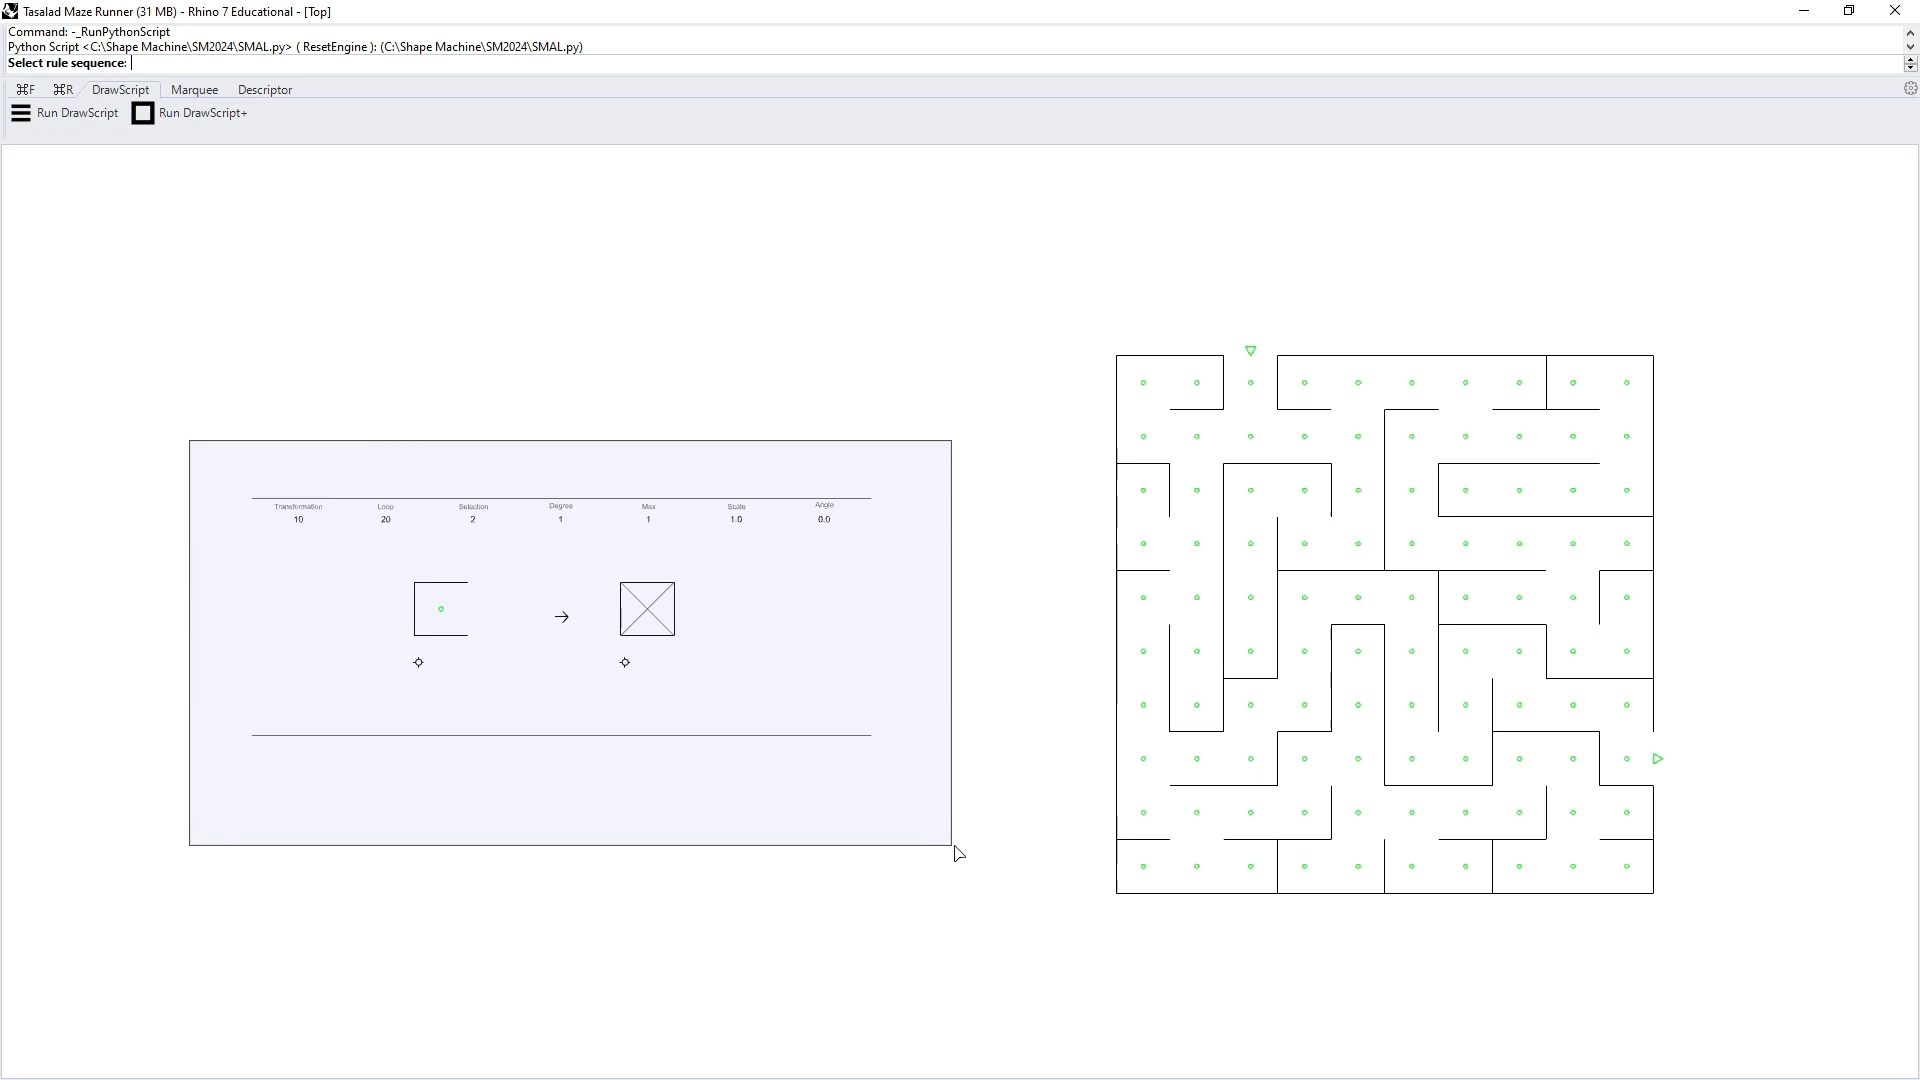 Tasalad Maze Runner (31 MB) - Rhino 7 Educational - [Top]
Command: -_RunPythonScript
Python Script <C:\Shape Machine\SM2024\SMAL.py> ( ResetEngine ): (C:\Shape Machine\SM2024\SMAL.py)
Select rule sequence:
⌘F ⌘R DrawScript Marquee Descriptor
Run DrawScript Run DrawScript+
Transformation Loop Selection Degree Max Scale Angle
10 20 2 1 1 1.0 0.0